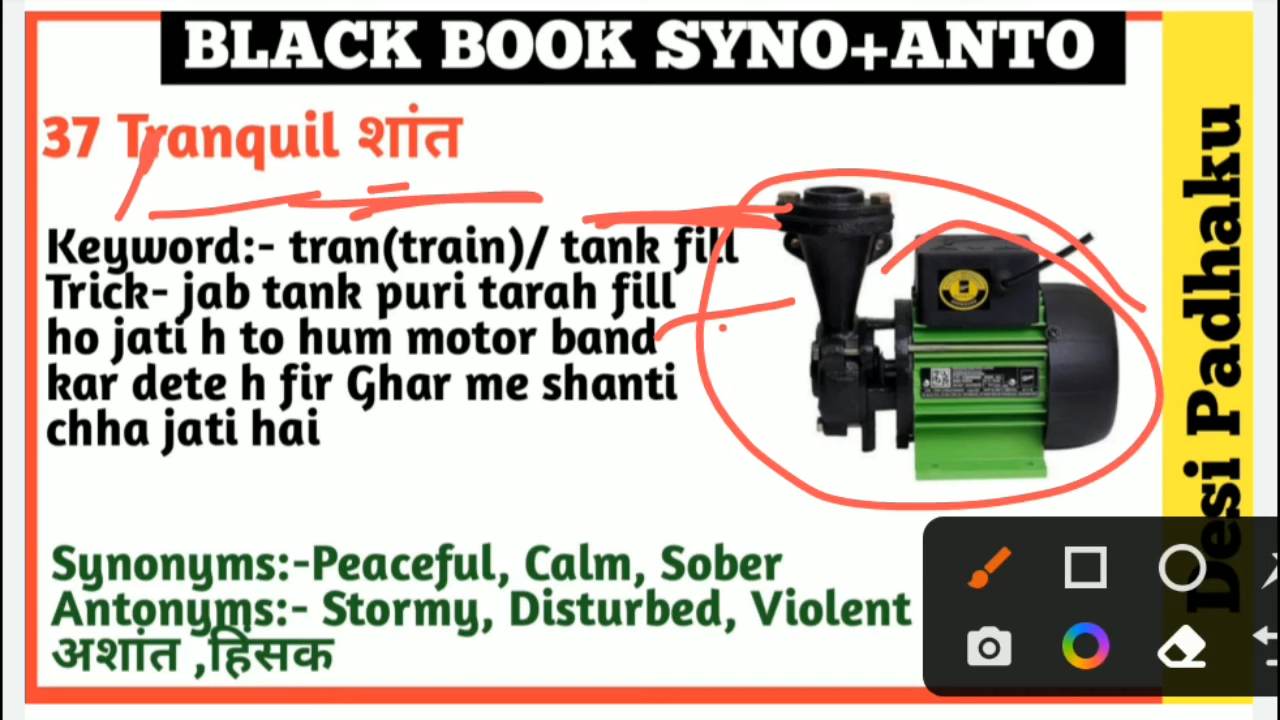 BLACK BOOK SYNO+ANTO
37 Tranquil शांत
Keyword:- tran(train)/ tank fill
Trick- jab tank puri tarah fill
ho jati h to hum motor band
kar dete h fir Ghar me shanti
chha jati hai
Synonyms:-Peaceful, Calm, Sober
Antonyms:- Stormy, Disturbed, Violent
अशांत ,हिंसक
Desi Padhaku